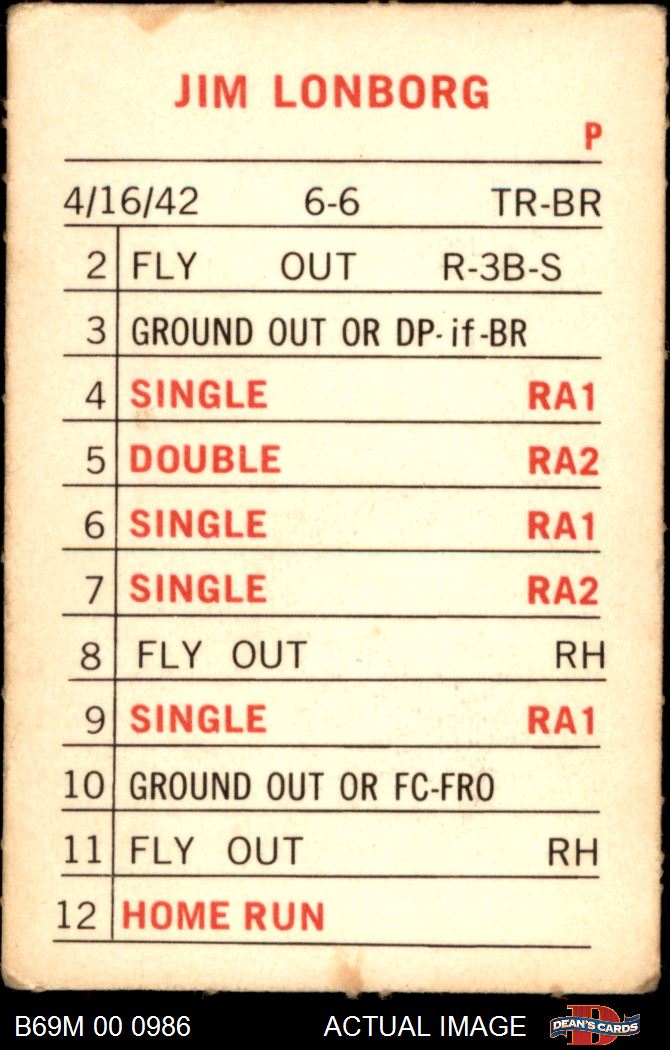 JIM LONBORG
P
4/16/42 6-6 TR-BR
2 FLY OUT R-3B-S
3 GROUND OUT OR DP-if-BR
4 SINGLE RA1
5 DOUBLE RA2
6 SINGLE RA1
7 SINGLE RA2
8 FLY OUT RH
9 SINGLE RA1
10 GROUND OUT OR FC-FRO
11 FLY OUT RH
12 HOME RUN
B69M 00 0986 ACTUAL IMAGE D DEAN'S CARDS